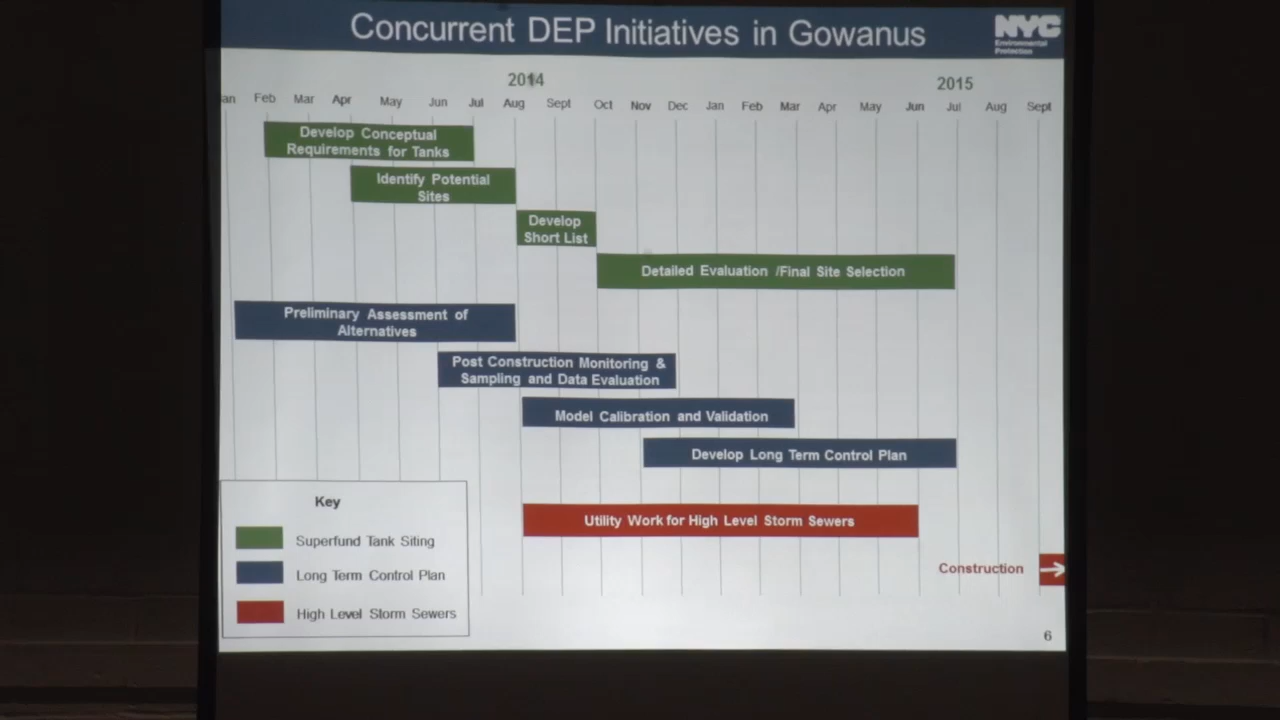 Concurrent DEP Initiatives in Gowanus
NYC
Environmental
Protection
2014
2015
an Feb Mar Apr May Jun Jul Aug Sept Oct Nov Dec Jan Feb Mar Apr May Jun Jul Aug Sept
Develop Conceptual
Requirements for Tanks
Identify Potential
Sites
Develop
Short List
Detailed Evaluation /Final Site Selection
Preliminary Assessment of
Alternatives
Post Construction Monitoring &
Sampling and Data Evaluation
Model Calibration and Validation
Develop Long Term Control Plan
Utility Work for High Level Storm Sewers
Construction
Key
Superfund Tank Siting
Long Term Control Plan
High Level Storm Sewers
6